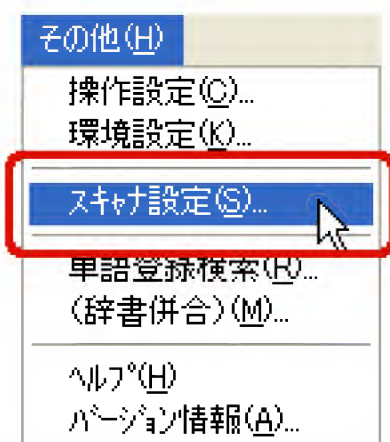 その他(H)
操作設定(C)...
環境設定(K)...
スキャナ設定(S)...
単語登録検索(R)...
(辞書併合)(M)...
ヘルプ(H)
バージョン情報(A)...